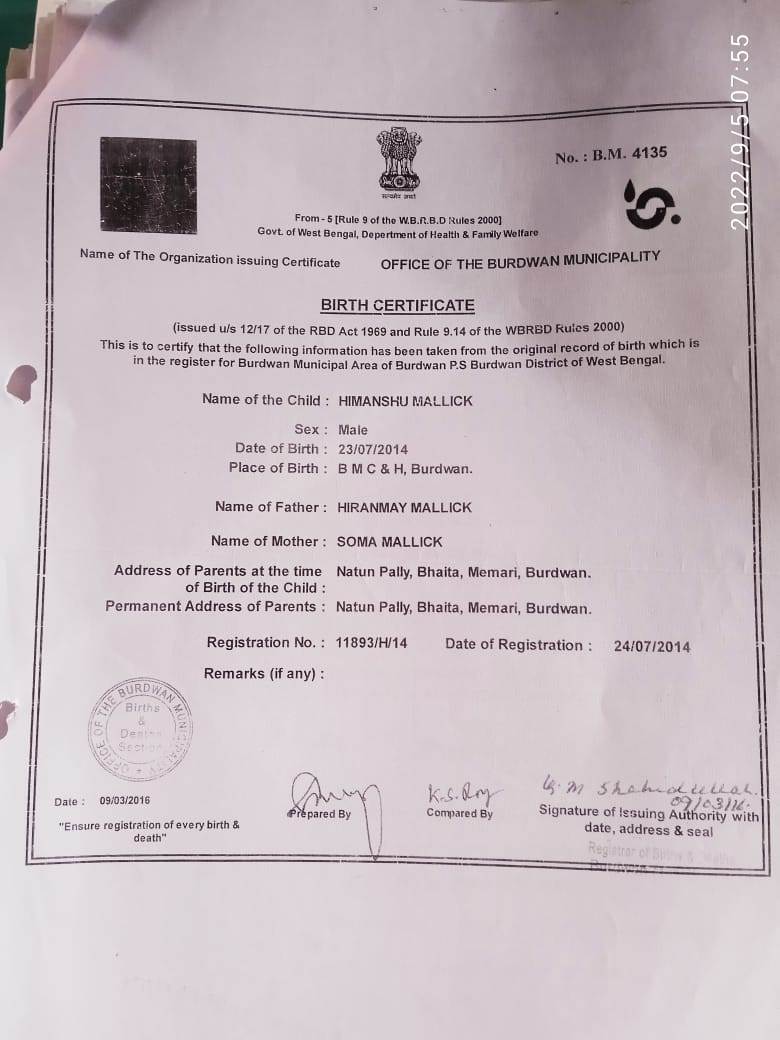 2022/9/5 07:55
No. : B.M. 4135
सत्यमेव जयते
From - 5 [Rule 9 of the W.B.R.B.D Rules 2000]
Govt. of West Bengal, Depertment of Health & Family Welfare
Name of The Organization issuing Certificate OFFICE OF THE BURDWAN MUNICIPALITY
BIRTH CERTIFICATE
(issued u/s 12/17 of the RBD Act 1969 and Rule 9.14 of the WBRBD Rules 2000)
This is to certify that the following information has been taken from the original record of birth which is
in the register for Burdwan Municipal Area of Burdwan P.S Burdwan District of West Bengal.
Name of the Child : HIMANSHU MALLICK
Sex : Male
Date of Birth : 23/07/2014
Place of Birth : B M C & H, Burdwan.
Name of Father : HIRANMAY MALLICK
Name of Mother : SOMA MALLICK
Address of Parents at the time Natun Pally, Bhaita, Memari, Burdwan.
of Birth of the Child :
Permanent Address of Parents : Natun Pally, Bhaita, Memari, Burdwan.
Registration No. : 11893/H/14 Date of Registration : 24/07/2014
Remarks (if any) :
OFFICE OF THE BURDWAN MUNICIPALITY
Births
&
Deaths
Section
Date : 09/03/2016
"Ensure registration of every birth &
death"
Prepared By
K.S. Roy
Compared By
G. M Shahidullah.
09/03/16.
Signature of Issuing Authority with
date, address & seal
Registrar of Births &